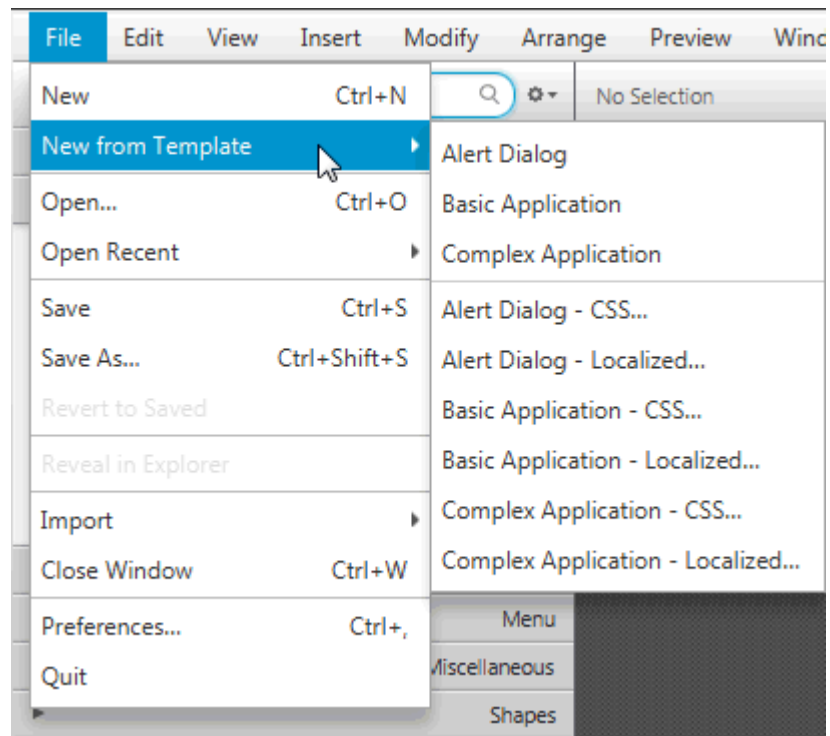 File Edit View Insert Modify Arrange Preview Wind
No Selection
New Ctrl+N
New from Template
Open... Ctrl+O
Open Recent
Save Ctrl+S
Save As... Ctrl+Shift+S
Revert to Saved
Reveal in Explorer
Import
Close Window Ctrl+W
Preferences... Ctrl+,
Quit
Alert Dialog
Basic Application
Complex Application
Alert Dialog - CSS...
Alert Dialog - Localized...
Basic Application - CSS...
Basic Application - Localized...
Complex Application - CSS...
Complex Application - Localized...
Menu
Miscellaneous
Shapes